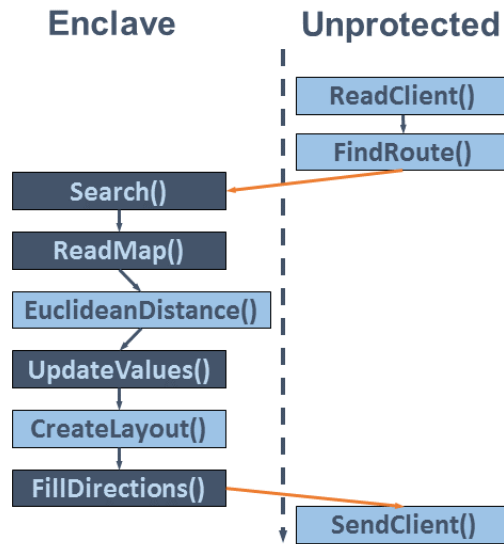 Enclave
Unprotected
ReadClient()
FindRoute()
Search()
ReadMap()
EuclideanDistance()
UpdateValues()
CreateLayout()
FillDirections()
SendClient()